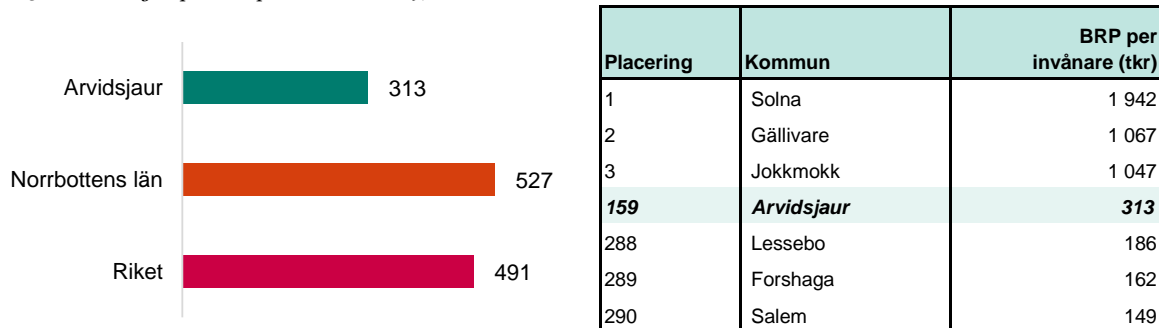 Arvidsjaur 313
Norrbottens län 527
Riket 491
Placering Kommun BRP per invånare (tkr)
1 Solna 1 942
2 Gällivare 1 067
3 Jokkmokk 1 047
159 Arvidsjaur 313
288 Lessebo 186
289 Forshaga 162
290 Salem 149